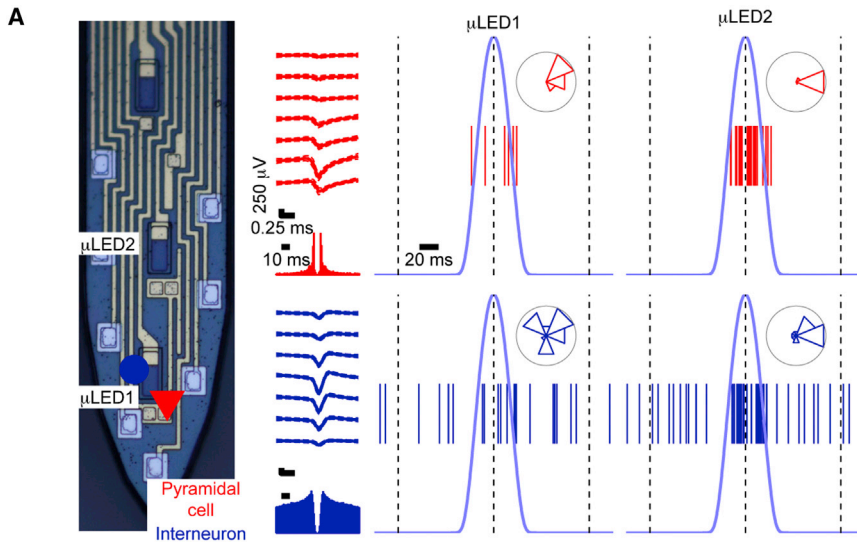 A
μLED1
μLED2
250 μV
0.25 ms
10 ms
20 ms
μLED2
μLED1
Pyramidal
cell
Interneuron